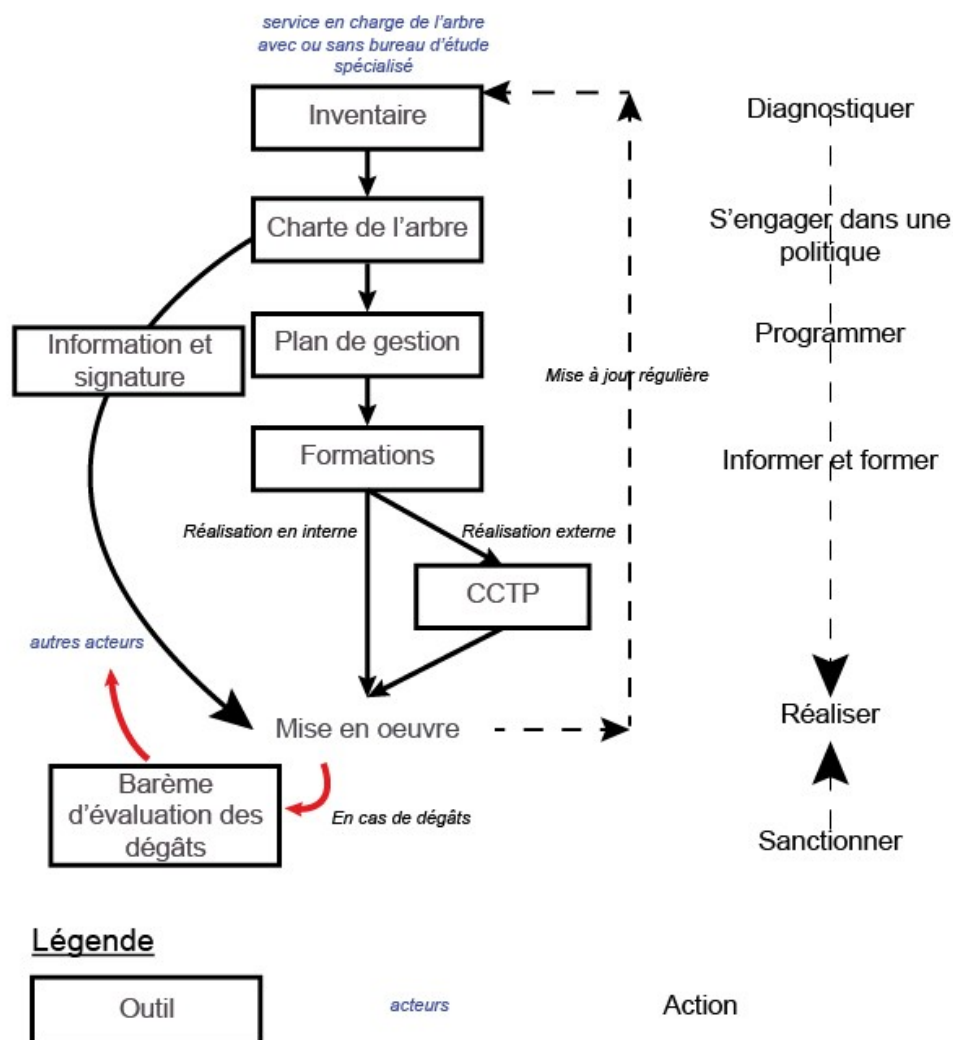 service en charge de l'arbre
avec ou sans bureau d'étude
spécialisé
Inventaire
Diagnostiquer
Charte de l'arbre
S'engager dans une
politique
Information et
signature
Plan de gestion
Programmer
Mise à jour régulière
Formations
Informer et former
Réalisation en interne
Réalisation externe
CCTP
autres acteurs
Mise en oeuvre
Réaliser
Barème
d'évaluation des
dégâts
En cas de dégâts
Sanctionner
Légende
Outil
acteurs
Action